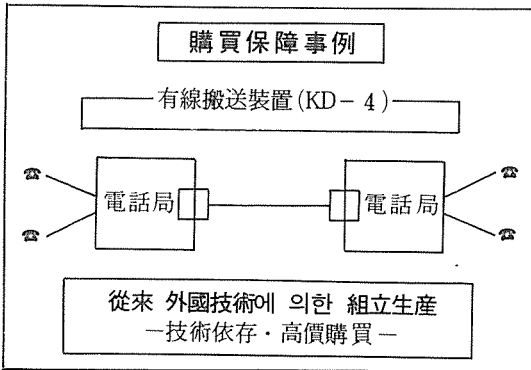 購買保障事例
有線搬送裝置(KD-4)
電話局
電話局
從來 外國技術에 의한 組立生産
—技術依存·高價購買—